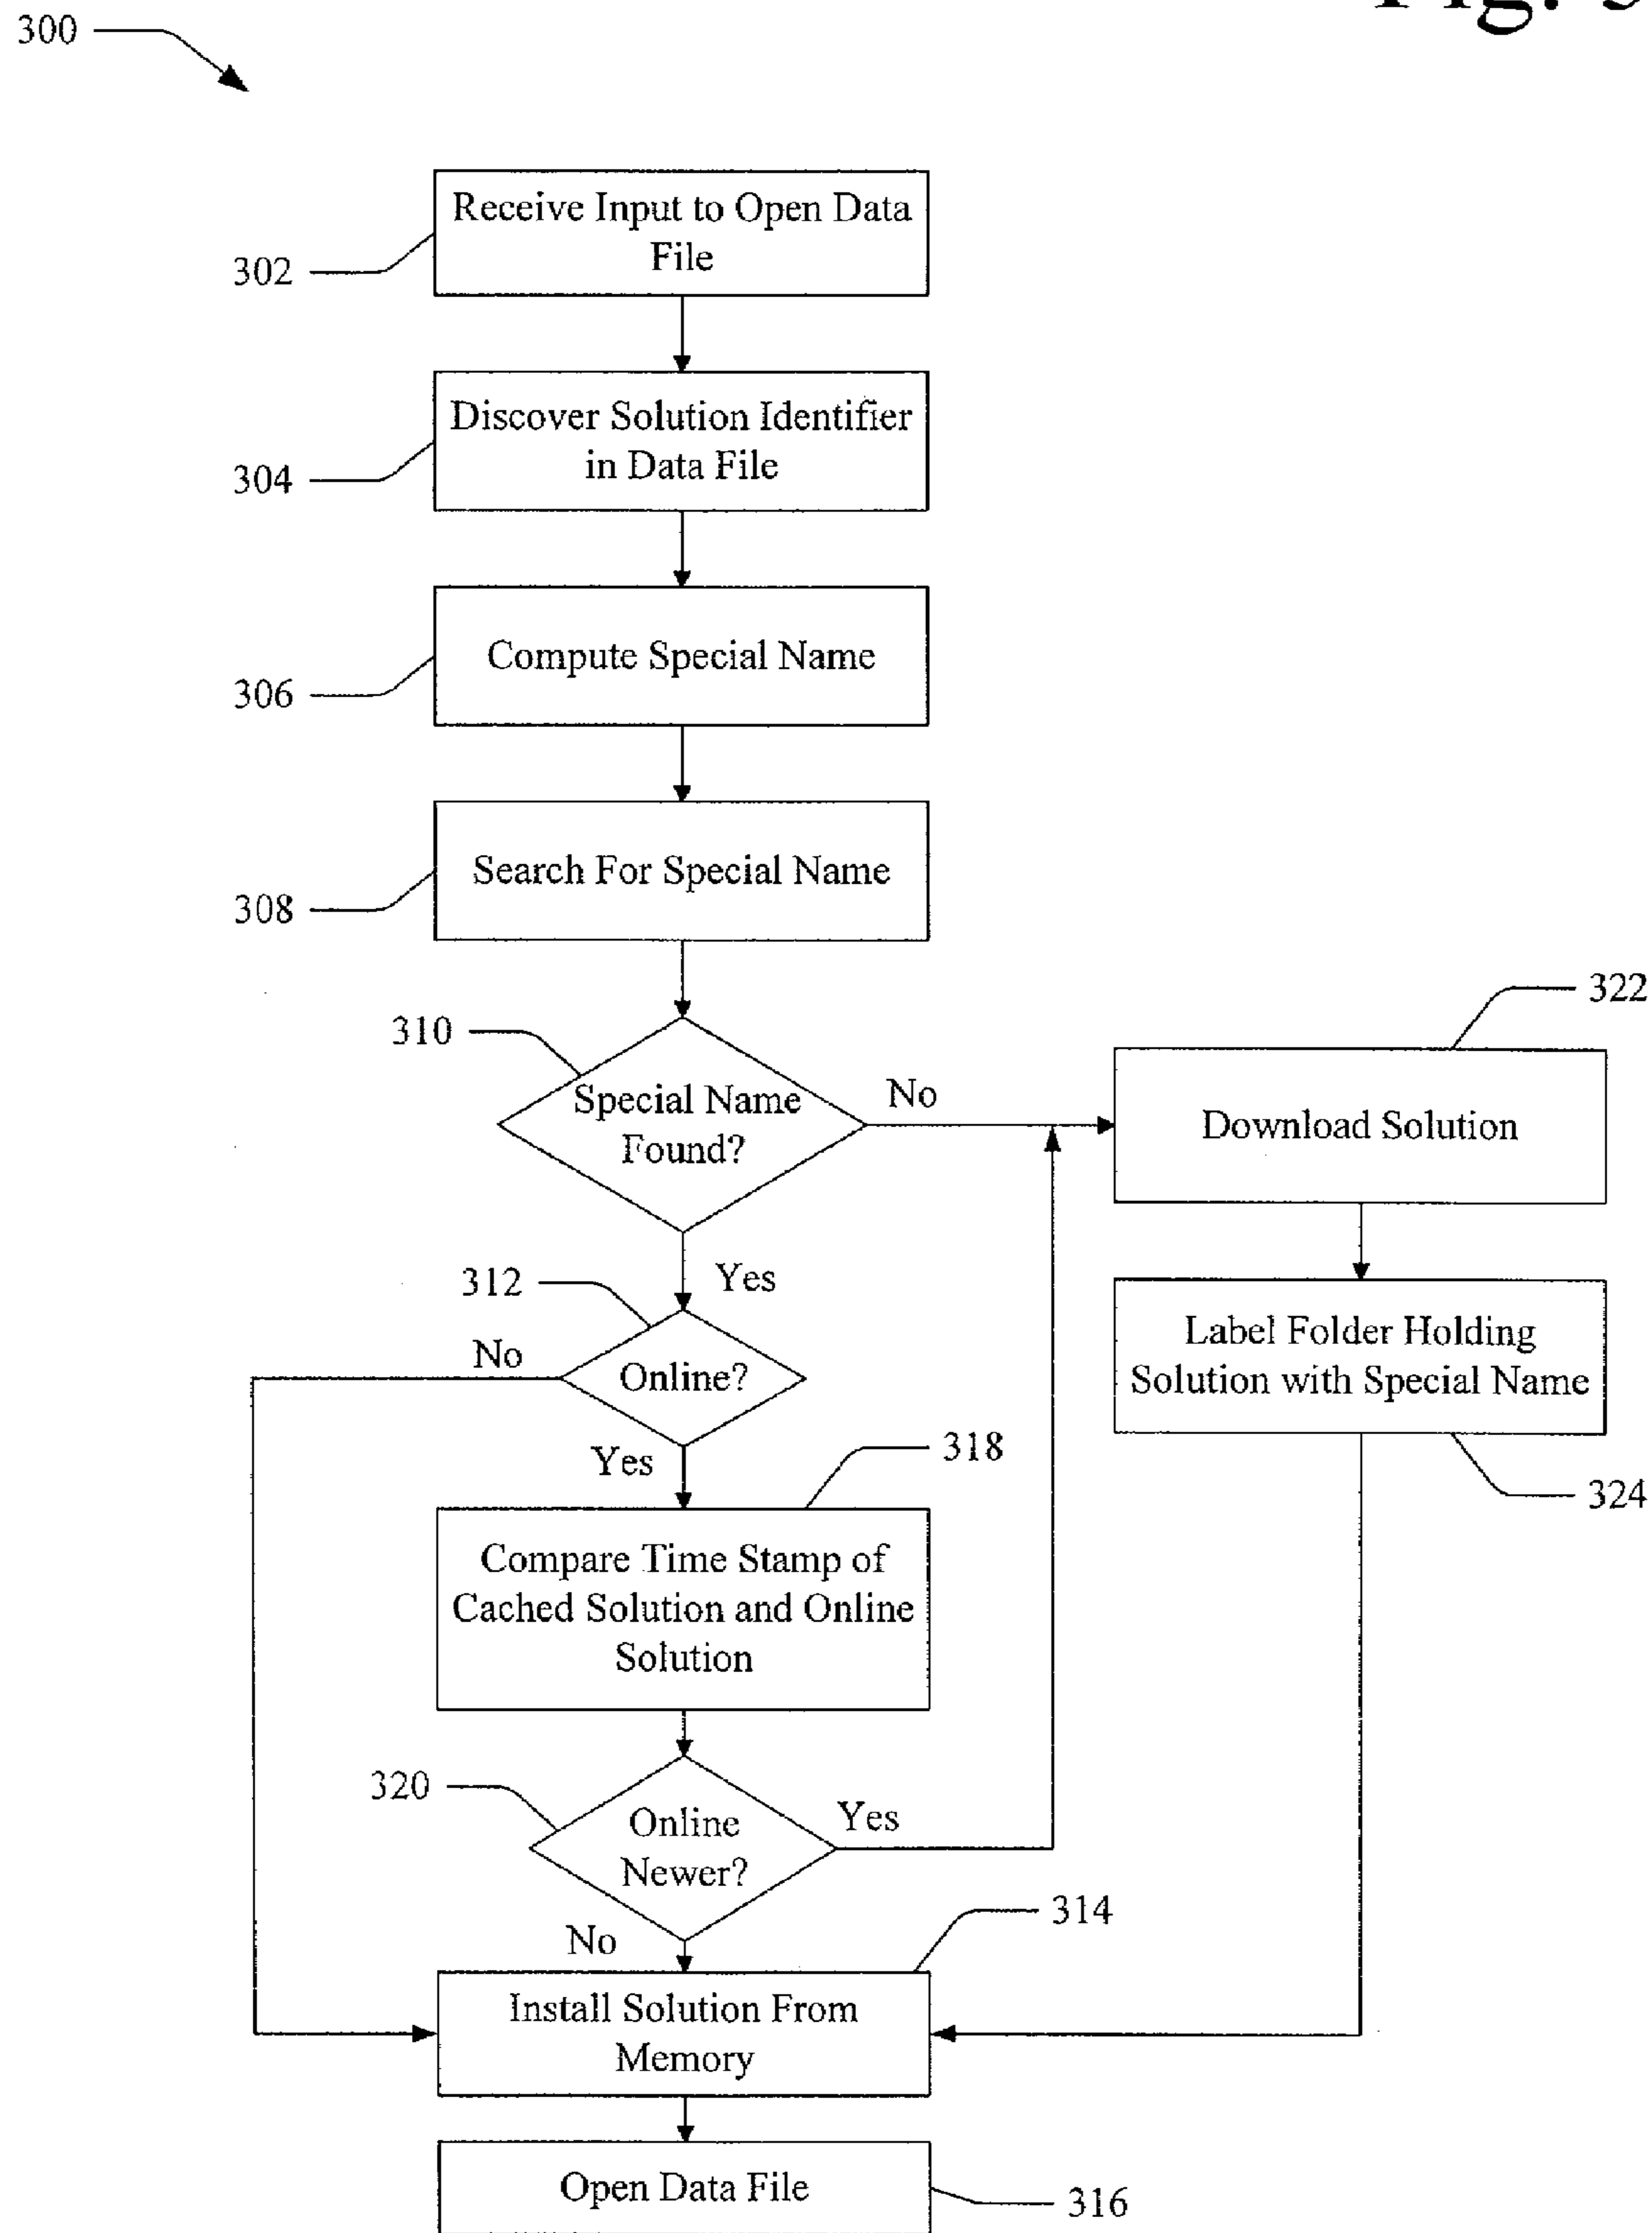 Fig.
300
Receive Input to Open Data
File
302
Discover Solution Identifier
in Data File
304
Compute Special Name
306
Search For Special Name
308
310
Special Name
Found?
No
322
Download Solution
Yes
312
No
Online?
Label Folder Holding
Solution with Special Name
324
Yes
318
Compare Time Stamp of
Cached Solution and Online
Solution
320
Online
Newer?
Yes
No
314
Install Solution From
Memory
Open Data File
316